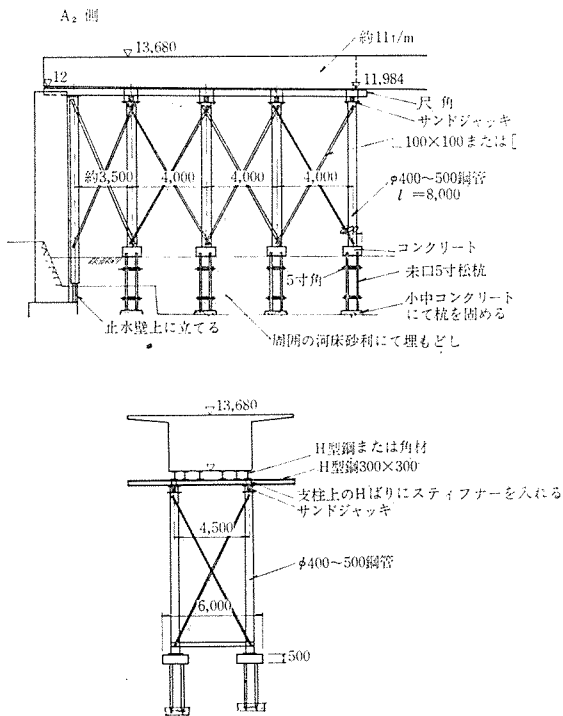 A₂ 側
13,680
約11t/m
12
11,984
尺角
サンドジャッキ
∟100×100または[
約3,500
4,000
4,000
4,000
φ400~500鋼管
l=8,000
コンクリート
5寸角
末口5寸松杭
水中コンクリート
にて杭を固める
止水壁上に立てる
周囲の河床砂利にて埋もどし
13,680
H型鋼または角材
H型鋼300×300
支柱上のHばりにスティフナーを入れる
サンドジャッキ
4,500
φ400~500鋼管
6,000
500